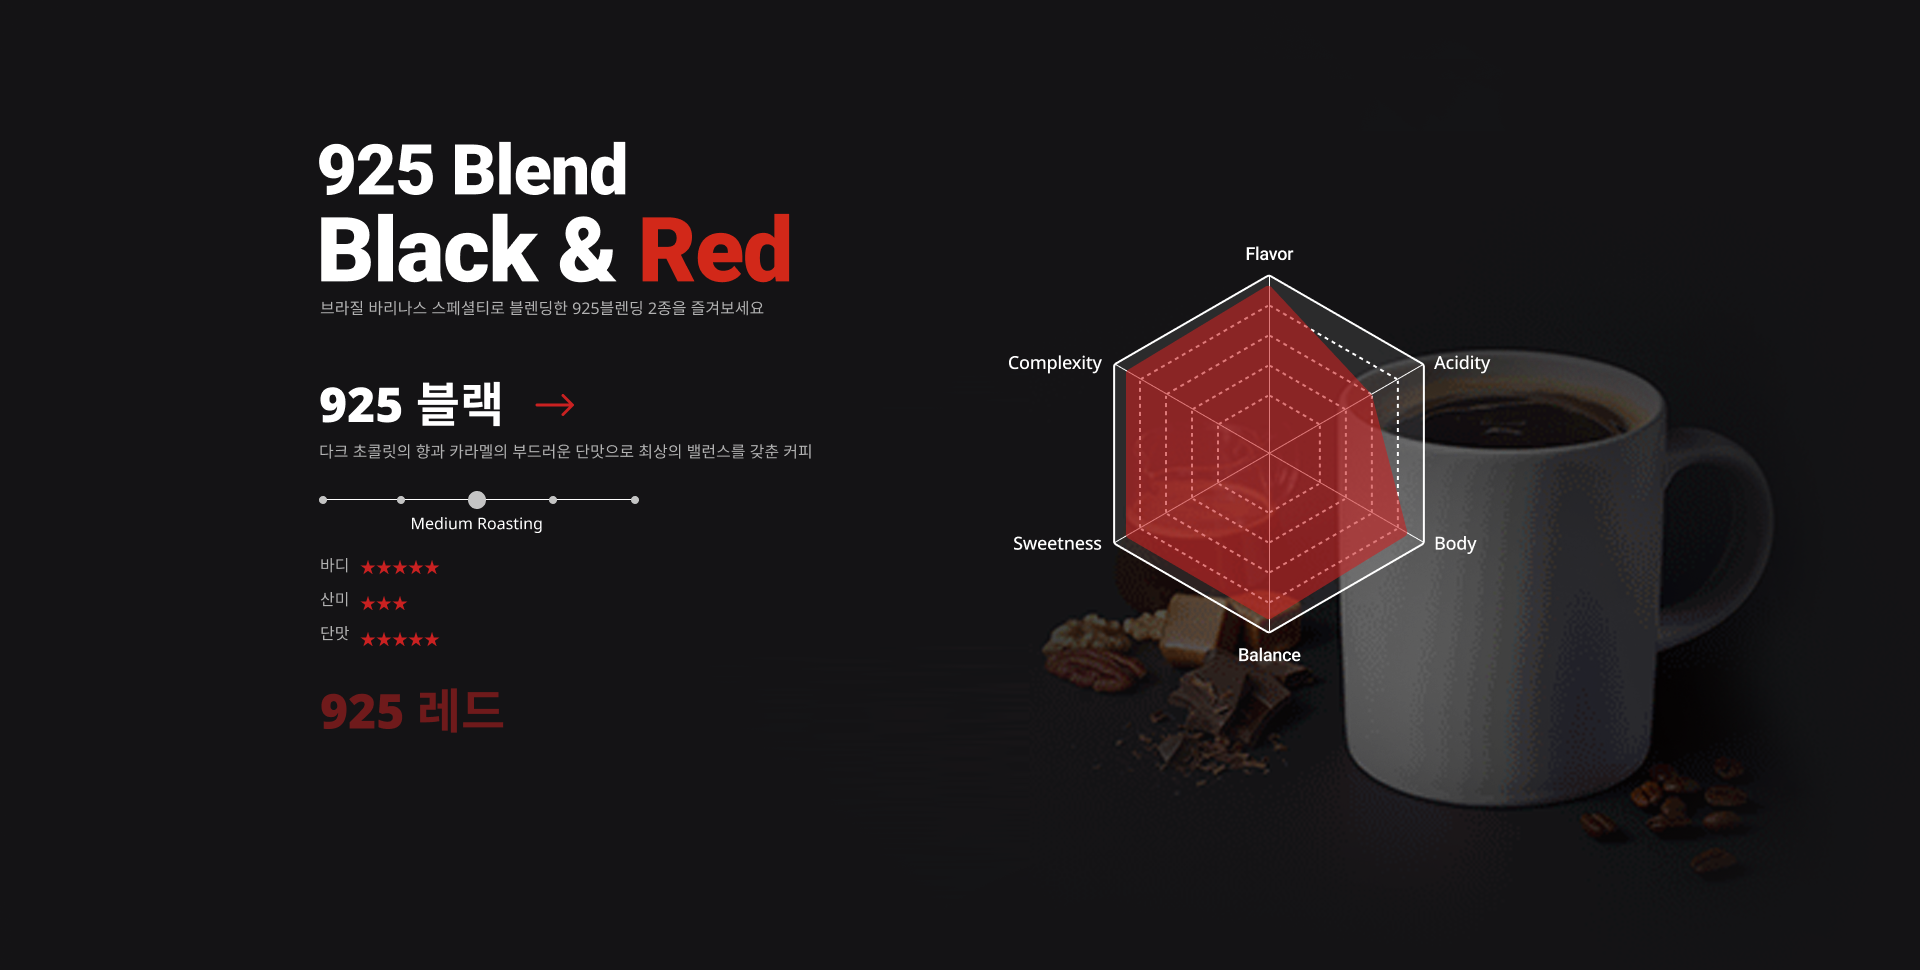 925 Blend
Black & Red
브라질 바리나스 스페셜티로 블렌딩한 925블렌딩 2종을 즐겨보세요
925 블랙 →
다크 초콜릿의 향과 카라멜의 부드러운 단맛으로 최상의 밸런스를 갖춘 커피
Medium Roasting
바디 ★★★★★
산미 ★★★
단맛 ★★★★★
925 레드
Flavor
Complexity
Acidity
Sweetness
Body
Balance